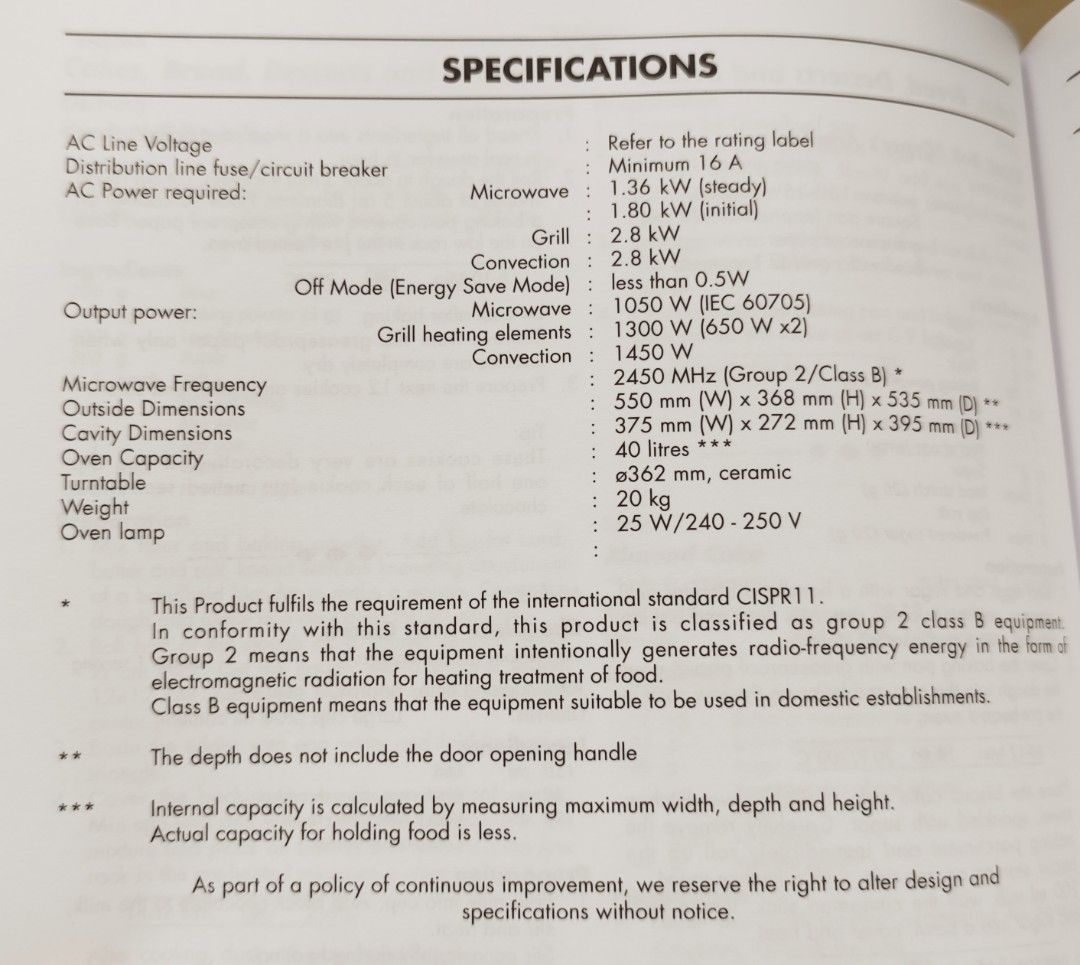 SPECIFICATIONS
AC Line Voltage : Refer to the rating label
Distribution line fuse/circuit breaker : Minimum 16 A
AC Power required: Microwave : 1.36 kW (steady)
: 1.80 kW (initial)
Grill : 2.8 kW
Convection : 2.8 kW
Off Mode (Energy Save Mode) : less than 0.5W
Output power: Microwave : 1050 W (IEC 60705)
Grill heating elements : 1300 W (650 W x2)
Convection : 1450 W
Microwave Frequency : 2450 MHz (Group 2/Class B) *
Outside Dimensions : 550 mm (W) x 368 mm (H) x 535 mm (D) **
Cavity Dimensions : 375 mm (W) x 272 mm (H) x 395 mm (D) ***
Oven Capacity : 40 litres ***
Turntable : ø362 mm, ceramic
Weight : 20 kg
Oven lamp : 25 W/240 - 250 V
:
* This Product fulfils the requirement of the international standard CISPR11.
In conformity with this standard, this product is classified as group 2 class B equipment.
Group 2 means that the equipment intentionally generates radio-frequency energy in the form of
electromagnetic radiation for heating treatment of food.
Class B equipment means that the equipment suitable to be used in domestic establishments.
** The depth does not include the door opening handle
*** Internal capacity is calculated by measuring maximum width, depth and height.
Actual capacity for holding food is less.
As part of a policy of continuous improvement, we reserve the right to alter design and
specifications without notice.